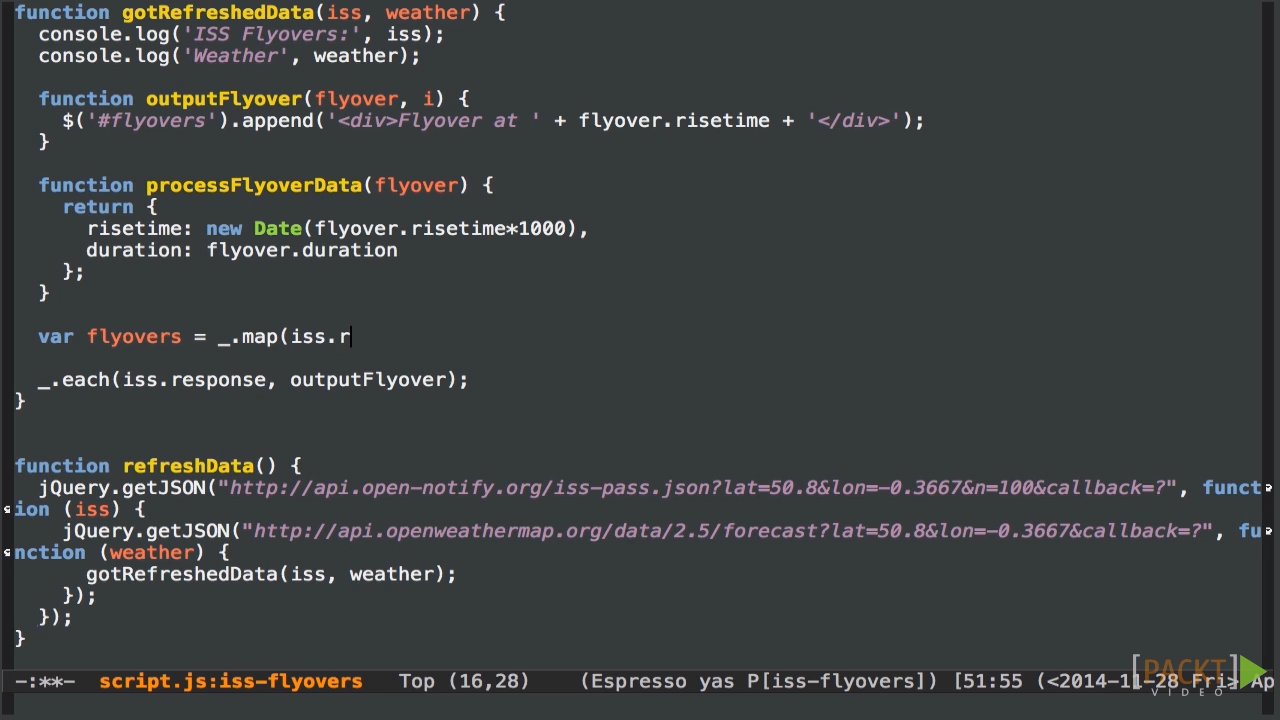 function gotRefreshedData(iss, weather) {
  console.log('ISS Flyovers:', iss);
  console.log('Weather', weather);
  function outputFlyover(flyover, i) {
    $('#flyovers').append('<div>Flyover at ' + flyover.risetime + '</div>');
  }
  function processFlyoverData(flyover) {
    return {
      risetime: new Date(flyover.risetime*1000),
      duration: flyover.duration
    };
  }
  var flyovers = _.map(iss.r
  _.each(iss.response, outputFlyover);
}
function refreshData() {
  jQuery.getJSON("http://api.open-notify.org/iss-pass.json?lat=50.8&lon=-0.3667&n=100&callback=?", funct
ion (iss) {
    jQuery.getJSON("http://api.openweathermap.org/data/2.5/forecast?lat=50.8&lon=-0.3667&callback=?", fu
nction (weather) {
      gotRefreshedData(iss, weather);
    });
  });
}
-:**-  script.js:iss-flyovers   Top (16,28)    (Espresso yas P[iss-flyovers]) [51:55 (<2014-11-28 Fri> Ap
[PACKT]
VIDEO